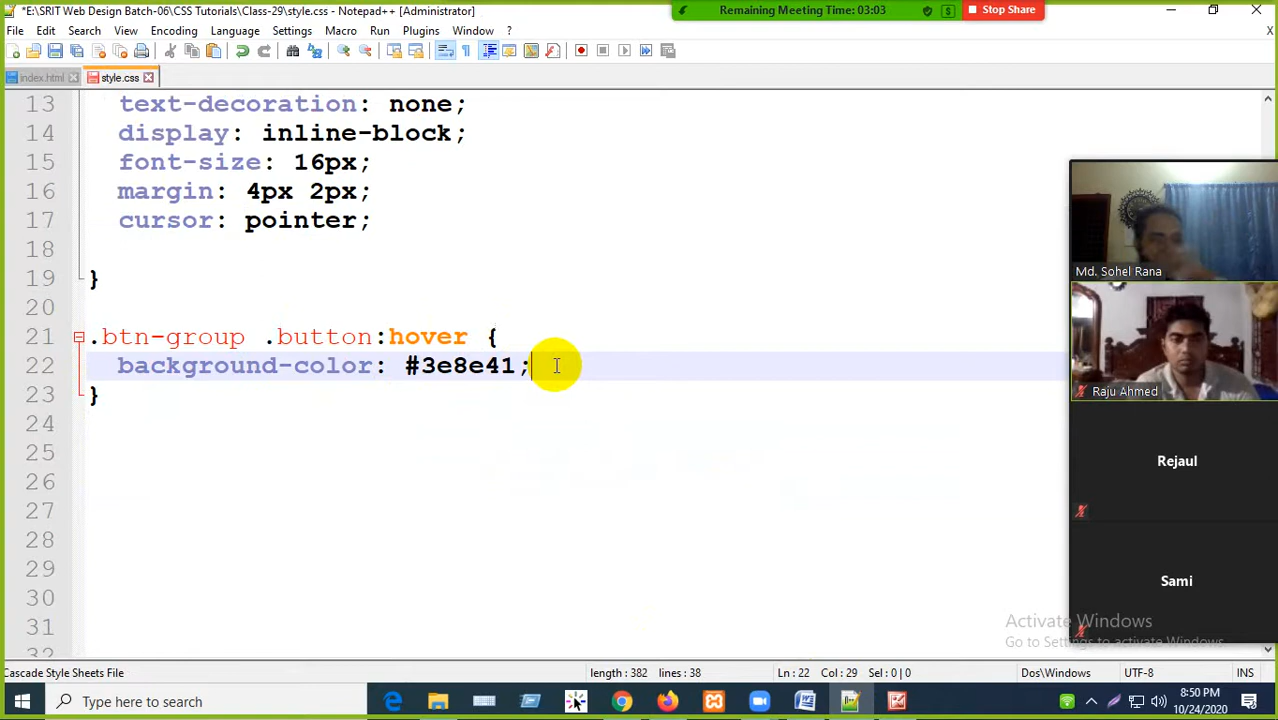 *E:\SRIT Web Design Batch-06\CSS Tutorials\Class-29\style.css - Notepad++ [Administrator]
Remaining Meeting Time: 03:03
Stop Share
File Edit Search View Encoding Language Settings Macro Run Plugins Window ?
X
index.html
style.css
13 text-decoration: none;
14 display: inline-block;
15 font-size: 16px;
16 margin: 4px 2px;
17 cursor: pointer;
18
19 }
20
21 .btn-group .button:hover {
22 background-color: #3e8e41;
23 }
24
25
26
27
28
29
30
31
32
Md. Sohel Rana
Raju Ahmed
Rejaul
Sami
Activate Windows
Go to Settings to activate Windows.
Cascade Style Sheets File length : 382 lines : 38 Ln : 22 Col : 29 Sel : 0 | 0 Dos\Windows UTF-8 INS
Type here to search
8:50 PM
10/24/2020